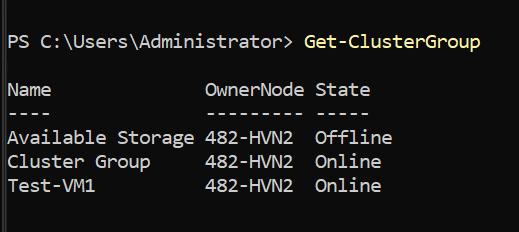 PS C:\Users\Administrator> Get-ClusterGroup
Name OwnerNode State
---- --------- -----
Available Storage 482-HVN2 Offline
Cluster Group 482-HVN2 Online
Test-VM1 482-HVN2 Online